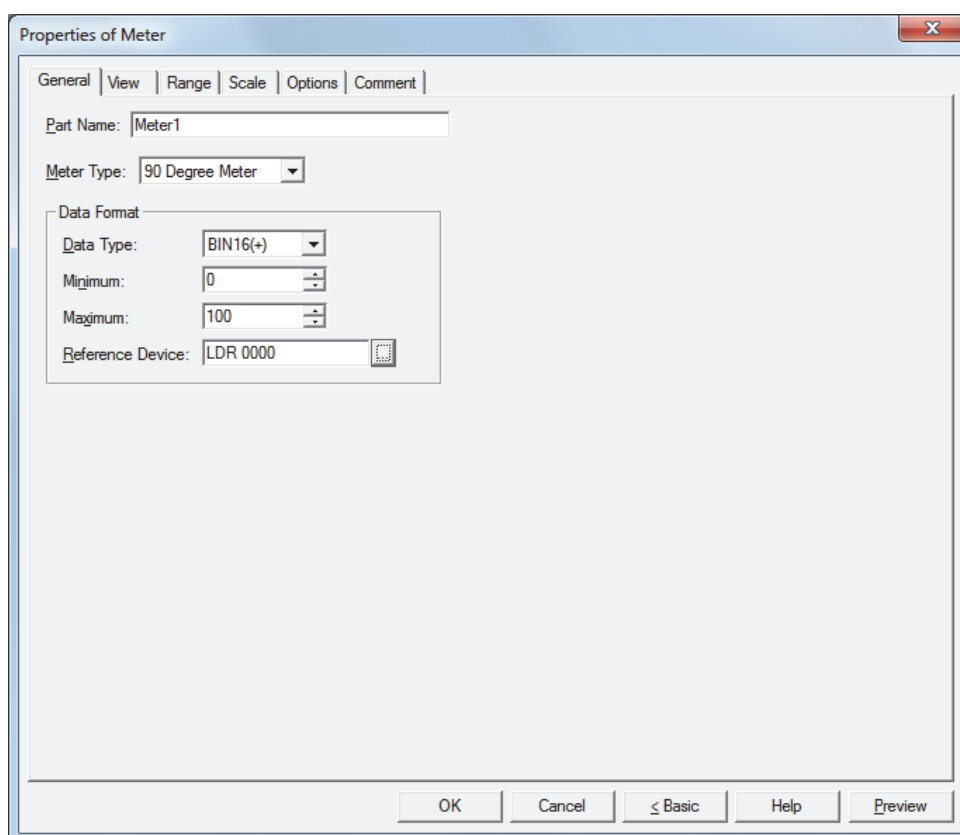 Properties of Meter
General View Range Scale Options Comment
Part Name: Meter1
Meter Type: 90 Degree Meter
Data Format
Data Type: BIN16(+)
Minimum: 0
Maximum: 100
Reference Device: LDR 0000
OK Cancel < Basic Help Preview